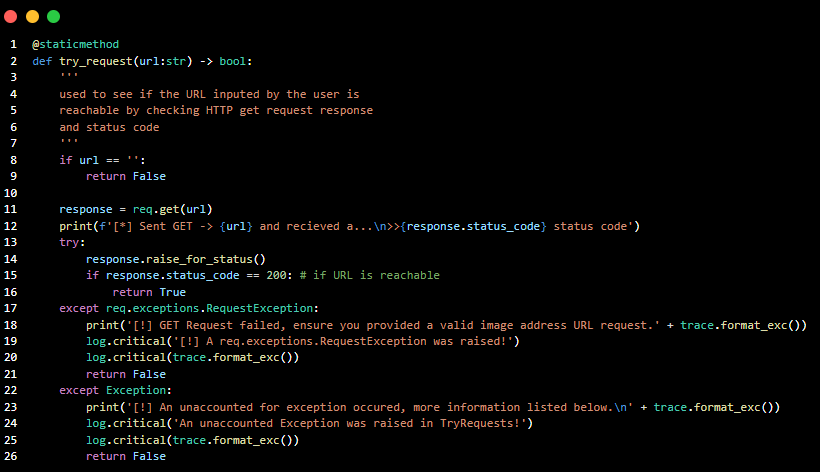 1 @staticmethod
2 def try_request(url:str) -> bool:
3     '''
4     used to see if the URL inputed by the user is
5     reachable by checking HTTP get request response
6     and status code
7     '''
8     if url == '':
9         return False
10
11     response = req.get(url)
12     print(f'[*] Sent GET -> {url} and recieved a...\n>>{response.status_code} status code')
13     try:
14         response.raise_for_status()
15         if response.status_code == 200: # if URL is reachable
16             return True
17     except req.exceptions.RequestException:
18         print('[!] GET Request failed, ensure you provided a valid image address URL request.' + trace.format_exc())
19         log.critical('[!] A req.exceptions.RequestException was raised!')
20         log.critical(trace.format_exc())
21         return False
22     except Exception:
23         print('[!] An unaccounted for exception occured, more information listed below.\n' + trace.format_exc())
24         log.critical('An unaccounted Exception was raised in TryRequests!')
25         log.critical(trace.format_exc())
26         return False